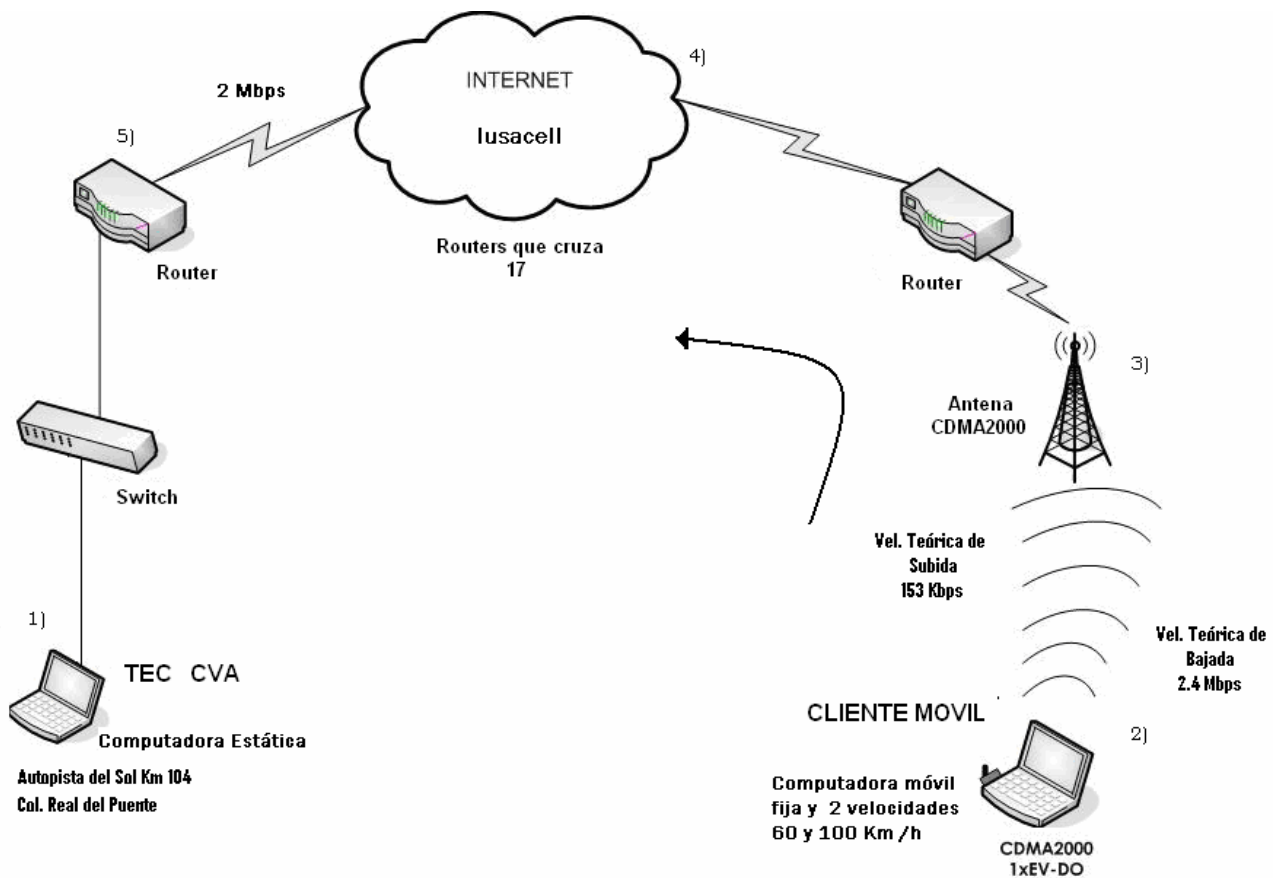 4]
INTERNET
2 Mbps
Iusacell
5)
Routers que cruza
17
Router
Router
3]
Antena
CDMA2000
Switch
Vel. Teórica de
Subida
153 Kbps
1]
Vel. Teórica de
Bajada
2.4 Mbps
TEC CVA
CLIENTE MOVIL
2)
Computadora Estática
Autopista del Sol Km 104
Col. Real del Puente
Computadora móvil
fija y 2 velocidades
60 y 100 Km /h
CDMA2000
1xEV-DO